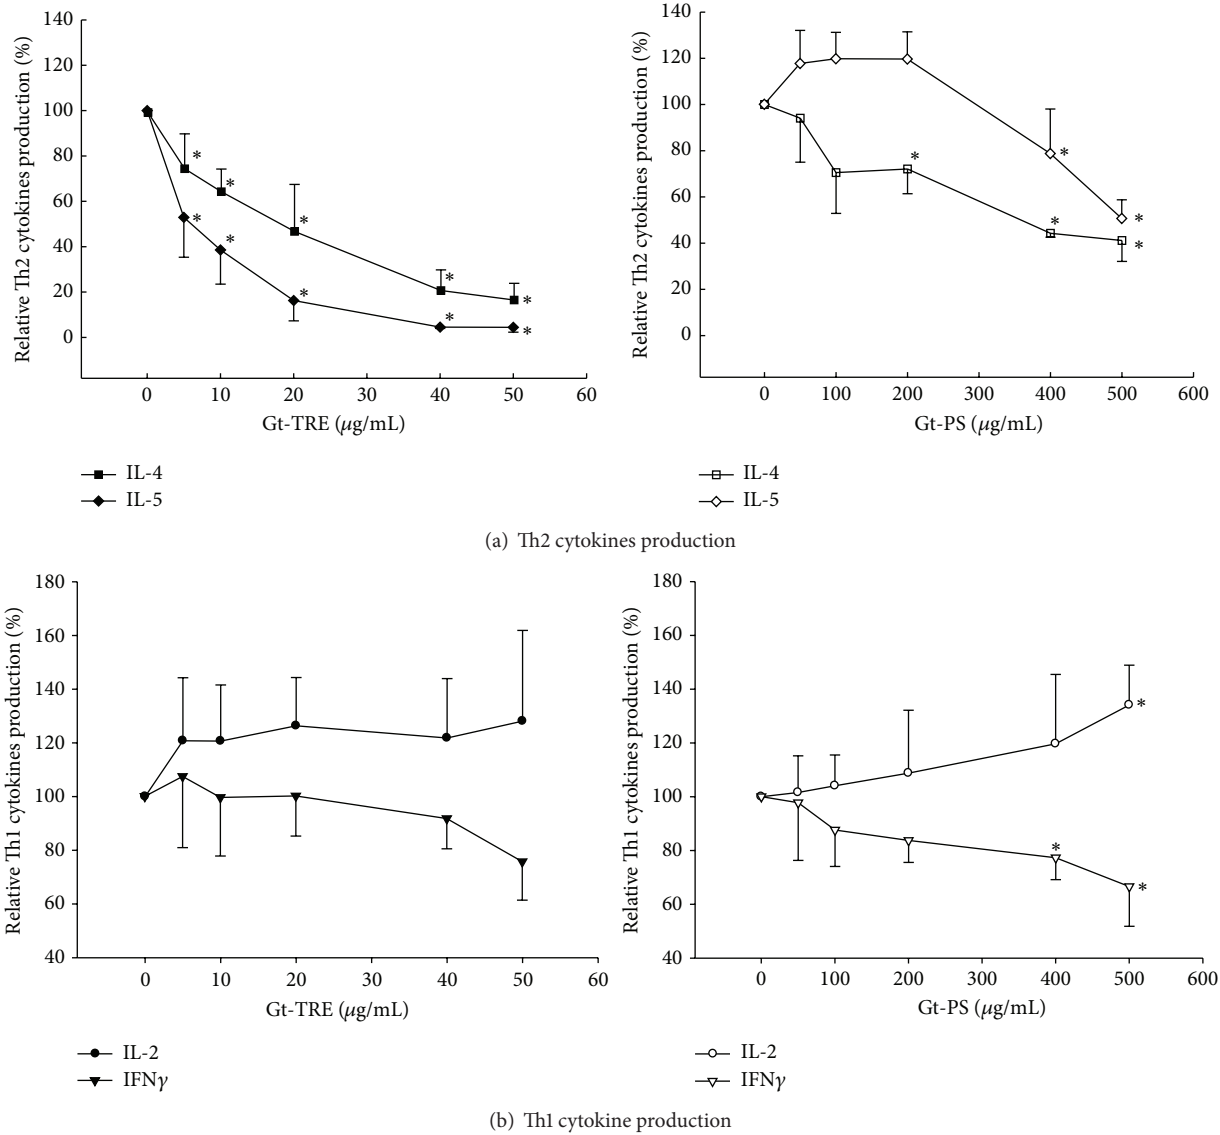 140
120
100
80
60
40
20
0
Relative Th2 cytokines production (%)
* * * * * *
* * * * * *
0 10 20 30 40 50 60
Gt-TRE (μg/mL)
IL-4
IL-5
140
120
100
80
60
40
20
0
Relative Th2 cytokines production (%)
* *
* * *
0 100 200 300 400 500 600
Gt-PS (μg/mL)
IL-4
IL-5
(a) Th2 cytokines production
180
160
140
120
100
80
60
40
Relative Th1 cytokines production (%)
0 10 20 30 40 50 60
Gt-TRE (μg/mL)
IL-2
IFNγ
180
160
140
120
100
80
60
40
Relative Th1 cytokines production (%)
*
* *
0 100 200 300 400 500 600
Gt-PS (μg/mL)
IL-2
IFNγ
(b) Th1 cytokine production